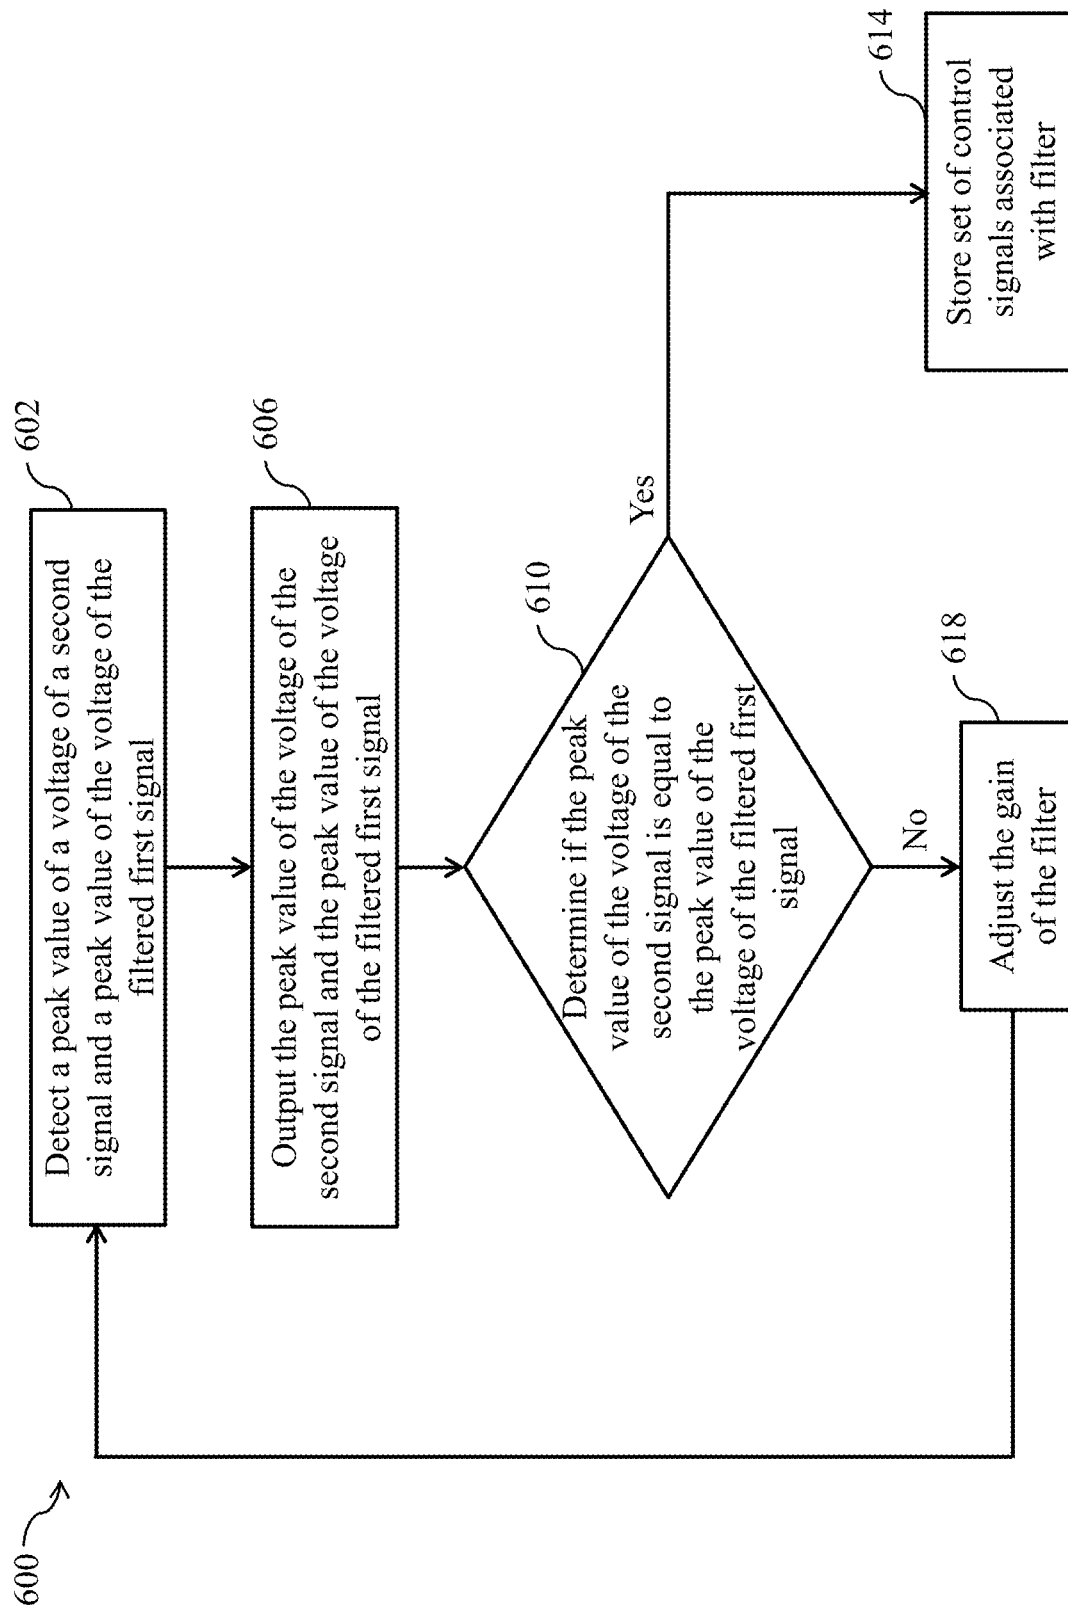 600
602
Detect a peak value of a voltage of a second
signal and a peak value of the voltage of the
filtered first signal
606
Output the peak value of the voltage of the
second signal and the peak value of the voltage
of the filtered first signal
610
Determine if the peak
value of the voltage of the
second signal is equal to
the peak value of the
voltage of the filtered first
signal
Yes
614
Store set of control
signals associated
with filter
No
618
Adjust the gain
of the filter